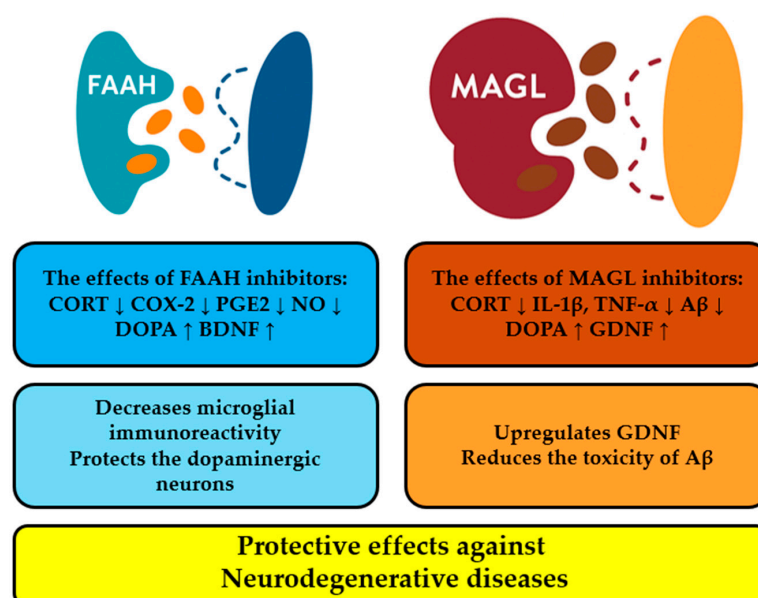 FAAH
MAGL
The effects of FAAH inhibitors:
CORT ↓ COX-2 ↓ PGE2 ↓ NO ↓
DOPA ↑ BDNF ↑
The effects of MAGL inhibitors:
CORT ↓ IL-1β, TNF-α ↓ Aβ ↓
DOPA ↑ GDNF ↑
Decreases microglial
immunoreactivity
Protects the dopaminergic
neurons
Upregulates GDNF
Reduces the toxicity of Aβ
Protective effects against
Neurodegenerative diseases